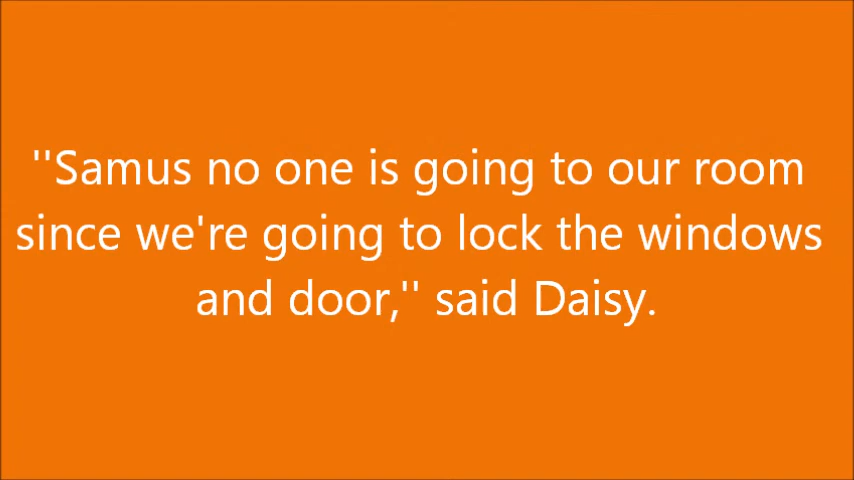 ''Samus no one is going to our room
since we're going to lock the windows
and door,'' said Daisy.